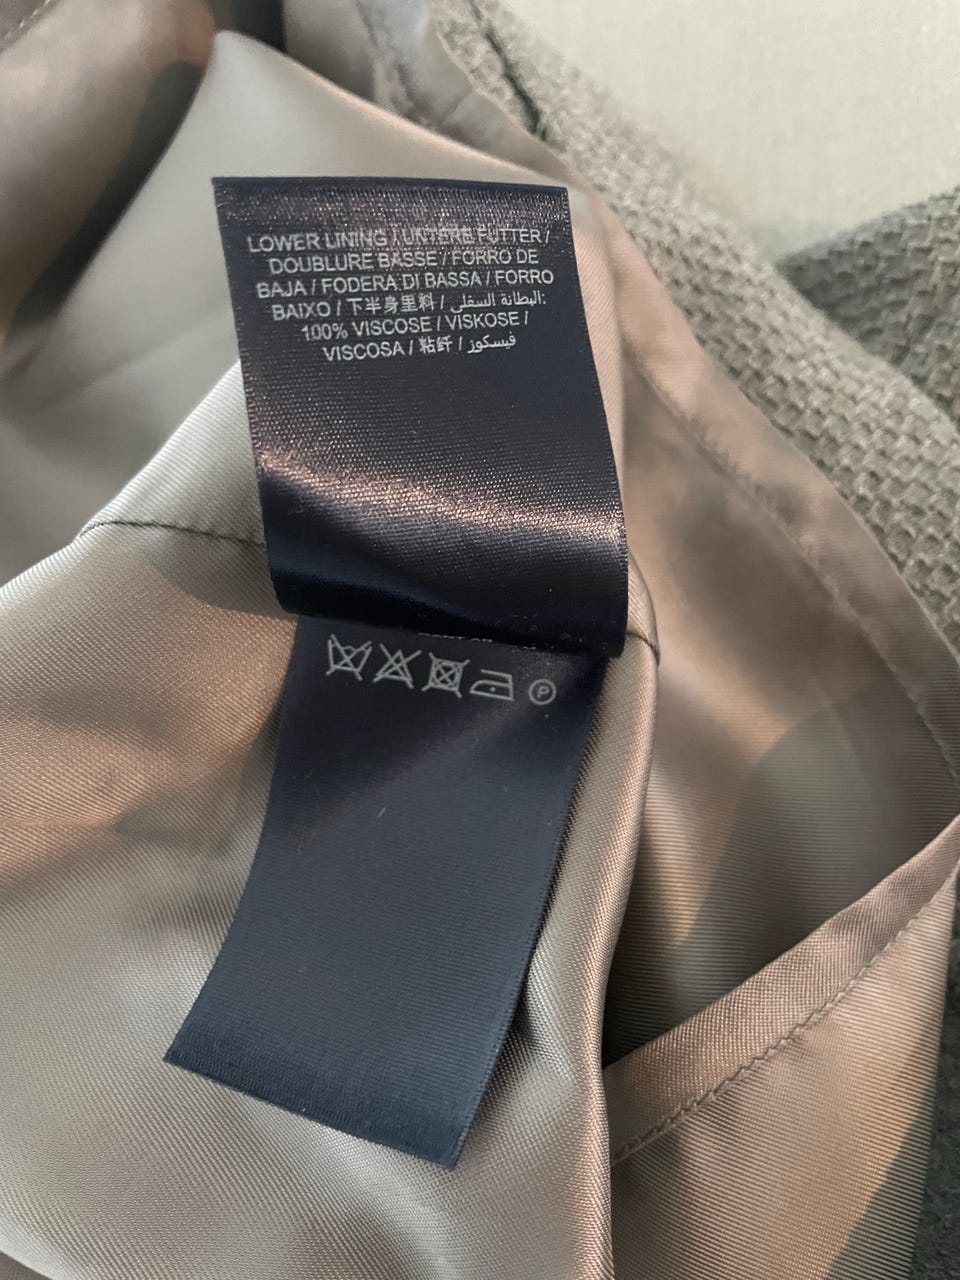 LOWER LINING / UNTERE FUTTER /
DOUBLURE BASSE / FORRO DE
BAJA / FODERA DI BASSA / FORRO
BAIXO / 下半身里料 / البطانة السفلى:
100% VISCOSE / VISKOSE /
VISCOSA / 粘纤 / فيسكوز
P